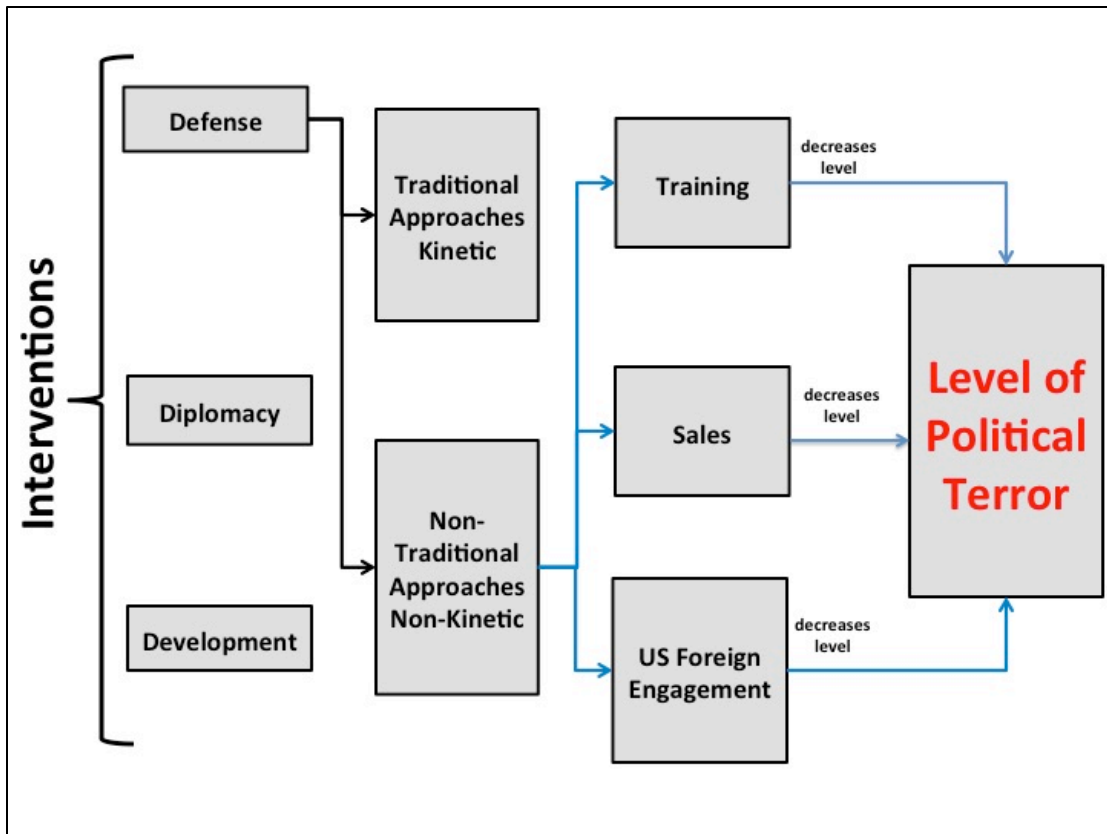 Interventions
Defense
Diplomacy
Development
Traditional
Approaches
Kinetic
Non-
Traditional
Approaches
Non-Kinetic
Training
Sales
US Foreign
Engagement
decreases
level
decreases
level
decreases
level
Level of
Political
Terror